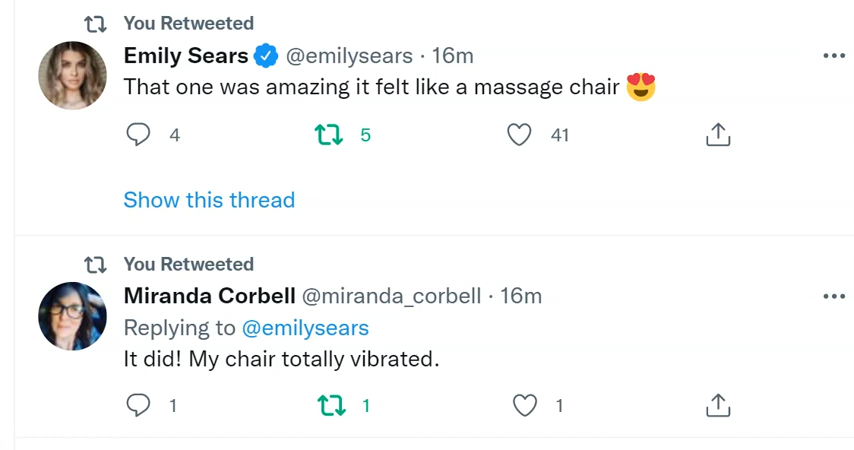 You Retweeted
Emily Sears @emilysears · 16m
That one was amazing it felt like a massage chair 😍
4 5 41
Show this thread
You Retweeted
Miranda Corbell @miranda_corbell · 16m
Replying to @emilysears
It did! My chair totally vibrated.
1 1 1